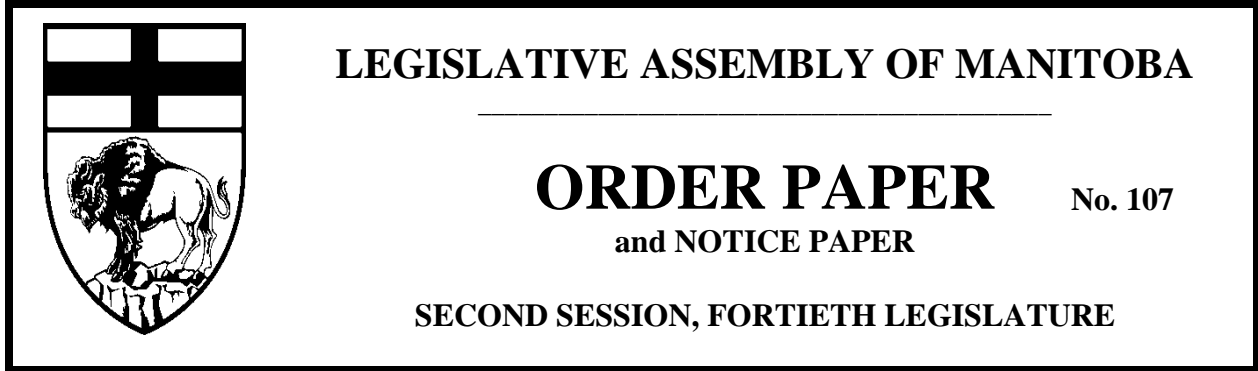 LEGISLATIVE ASSEMBLY OF MANITOBA
ORDER PAPER No. 107
and NOTICE PAPER
SECOND SESSION, FORTIETH LEGISLATURE